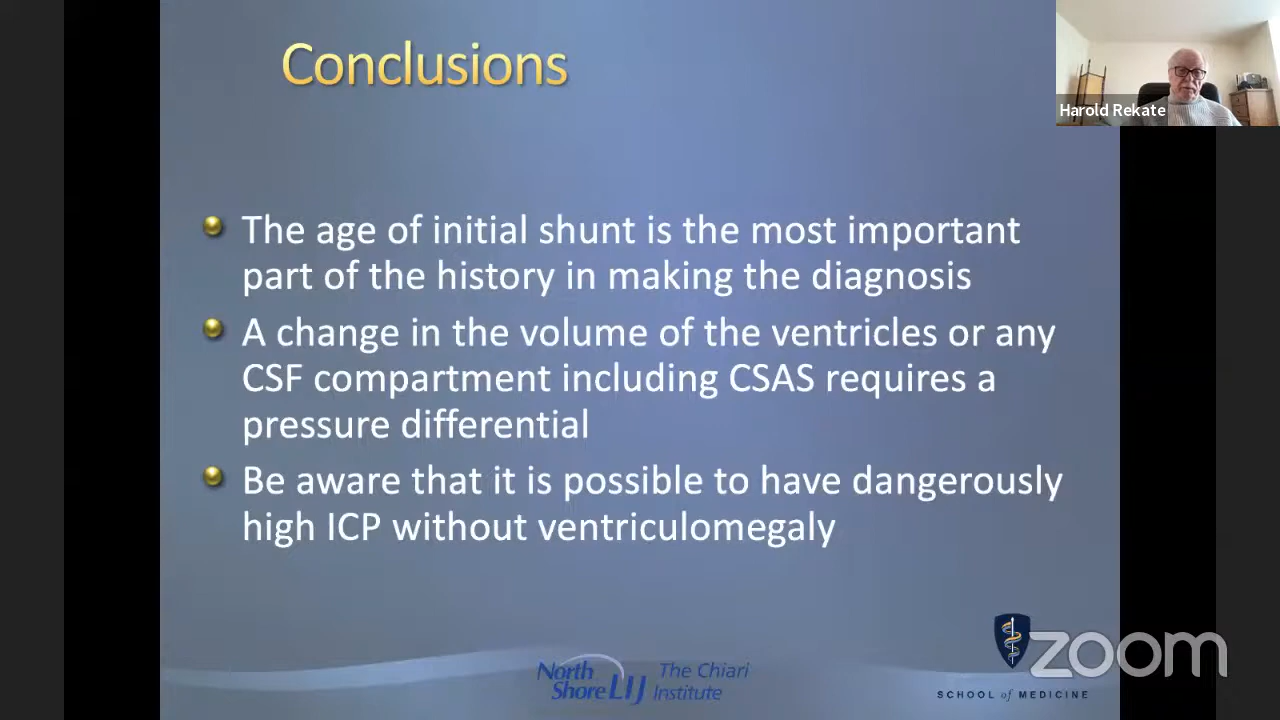 Conclusions
Harold Rekate
The age of initial shunt is the most important
part of the history in making the diagnosis
A change in the volume of the ventricles or any
CSF compartment including CSAS requires a
pressure differential
Be aware that it is possible to have dangerously
high ICP without ventriculomegaly
North
Shore LIJ
The Chiari
Institute
zoom
SCHOOL of MEDICINE